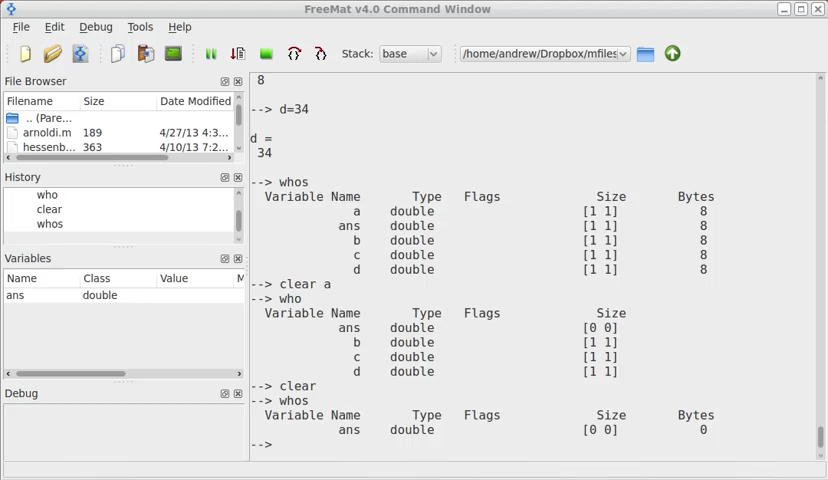 FreeMat v4.0 Command Window
File Edit Debug Tools Help
Stack: base /home/andrew/Dropbox/mfiles
File Browser
Filename Size Date Modified
.. (Pare...
arnoldi.m 189 4/27/13 4:3...
hessenb... 363 4/10/13 7:2...
History
who
clear
whos
Variables
Name Class Value M
ans double
Debug
8
--> d=34
d =
34
--> whos
Variable Name Type Flags Size Bytes
a double [1 1] 8
ans double [1 1] 8
b double [1 1] 8
c double [1 1] 8
d double [1 1] 8
--> clear a
--> who
Variable Name Type Flags Size
ans double [0 0]
b double [1 1]
c double [1 1]
d double [1 1]
--> clear
--> whos
Variable Name Type Flags Size Bytes
ans double [0 0] 0
-->